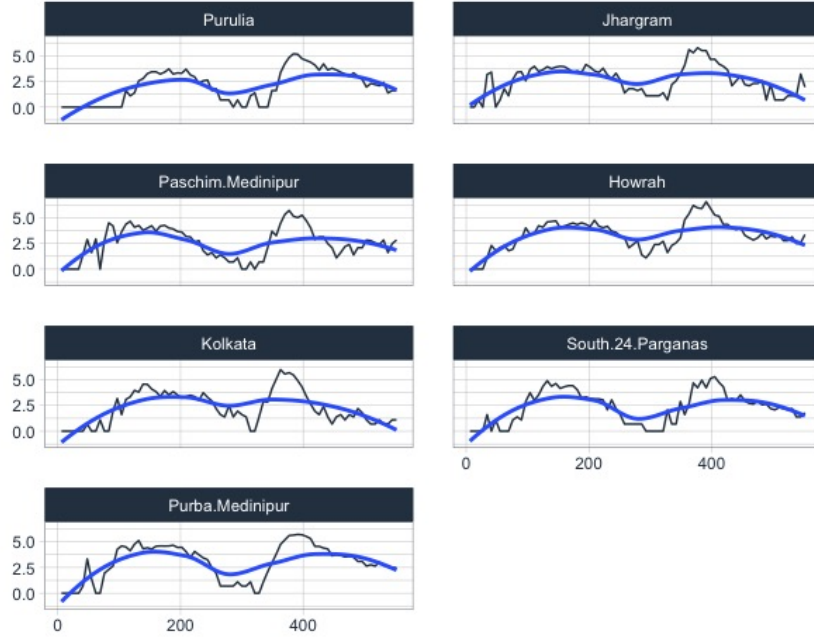 Purulia
Jhargram
5.0
2.5
0.0
Paschim.Medinipur
Howrah
5.0
2.5
0.0
Kolkata
South.24.Parganas
5.0
2.5
0.0
0 200 400
Purba.Medinipur
5.0
2.5
0.0
0 200 400